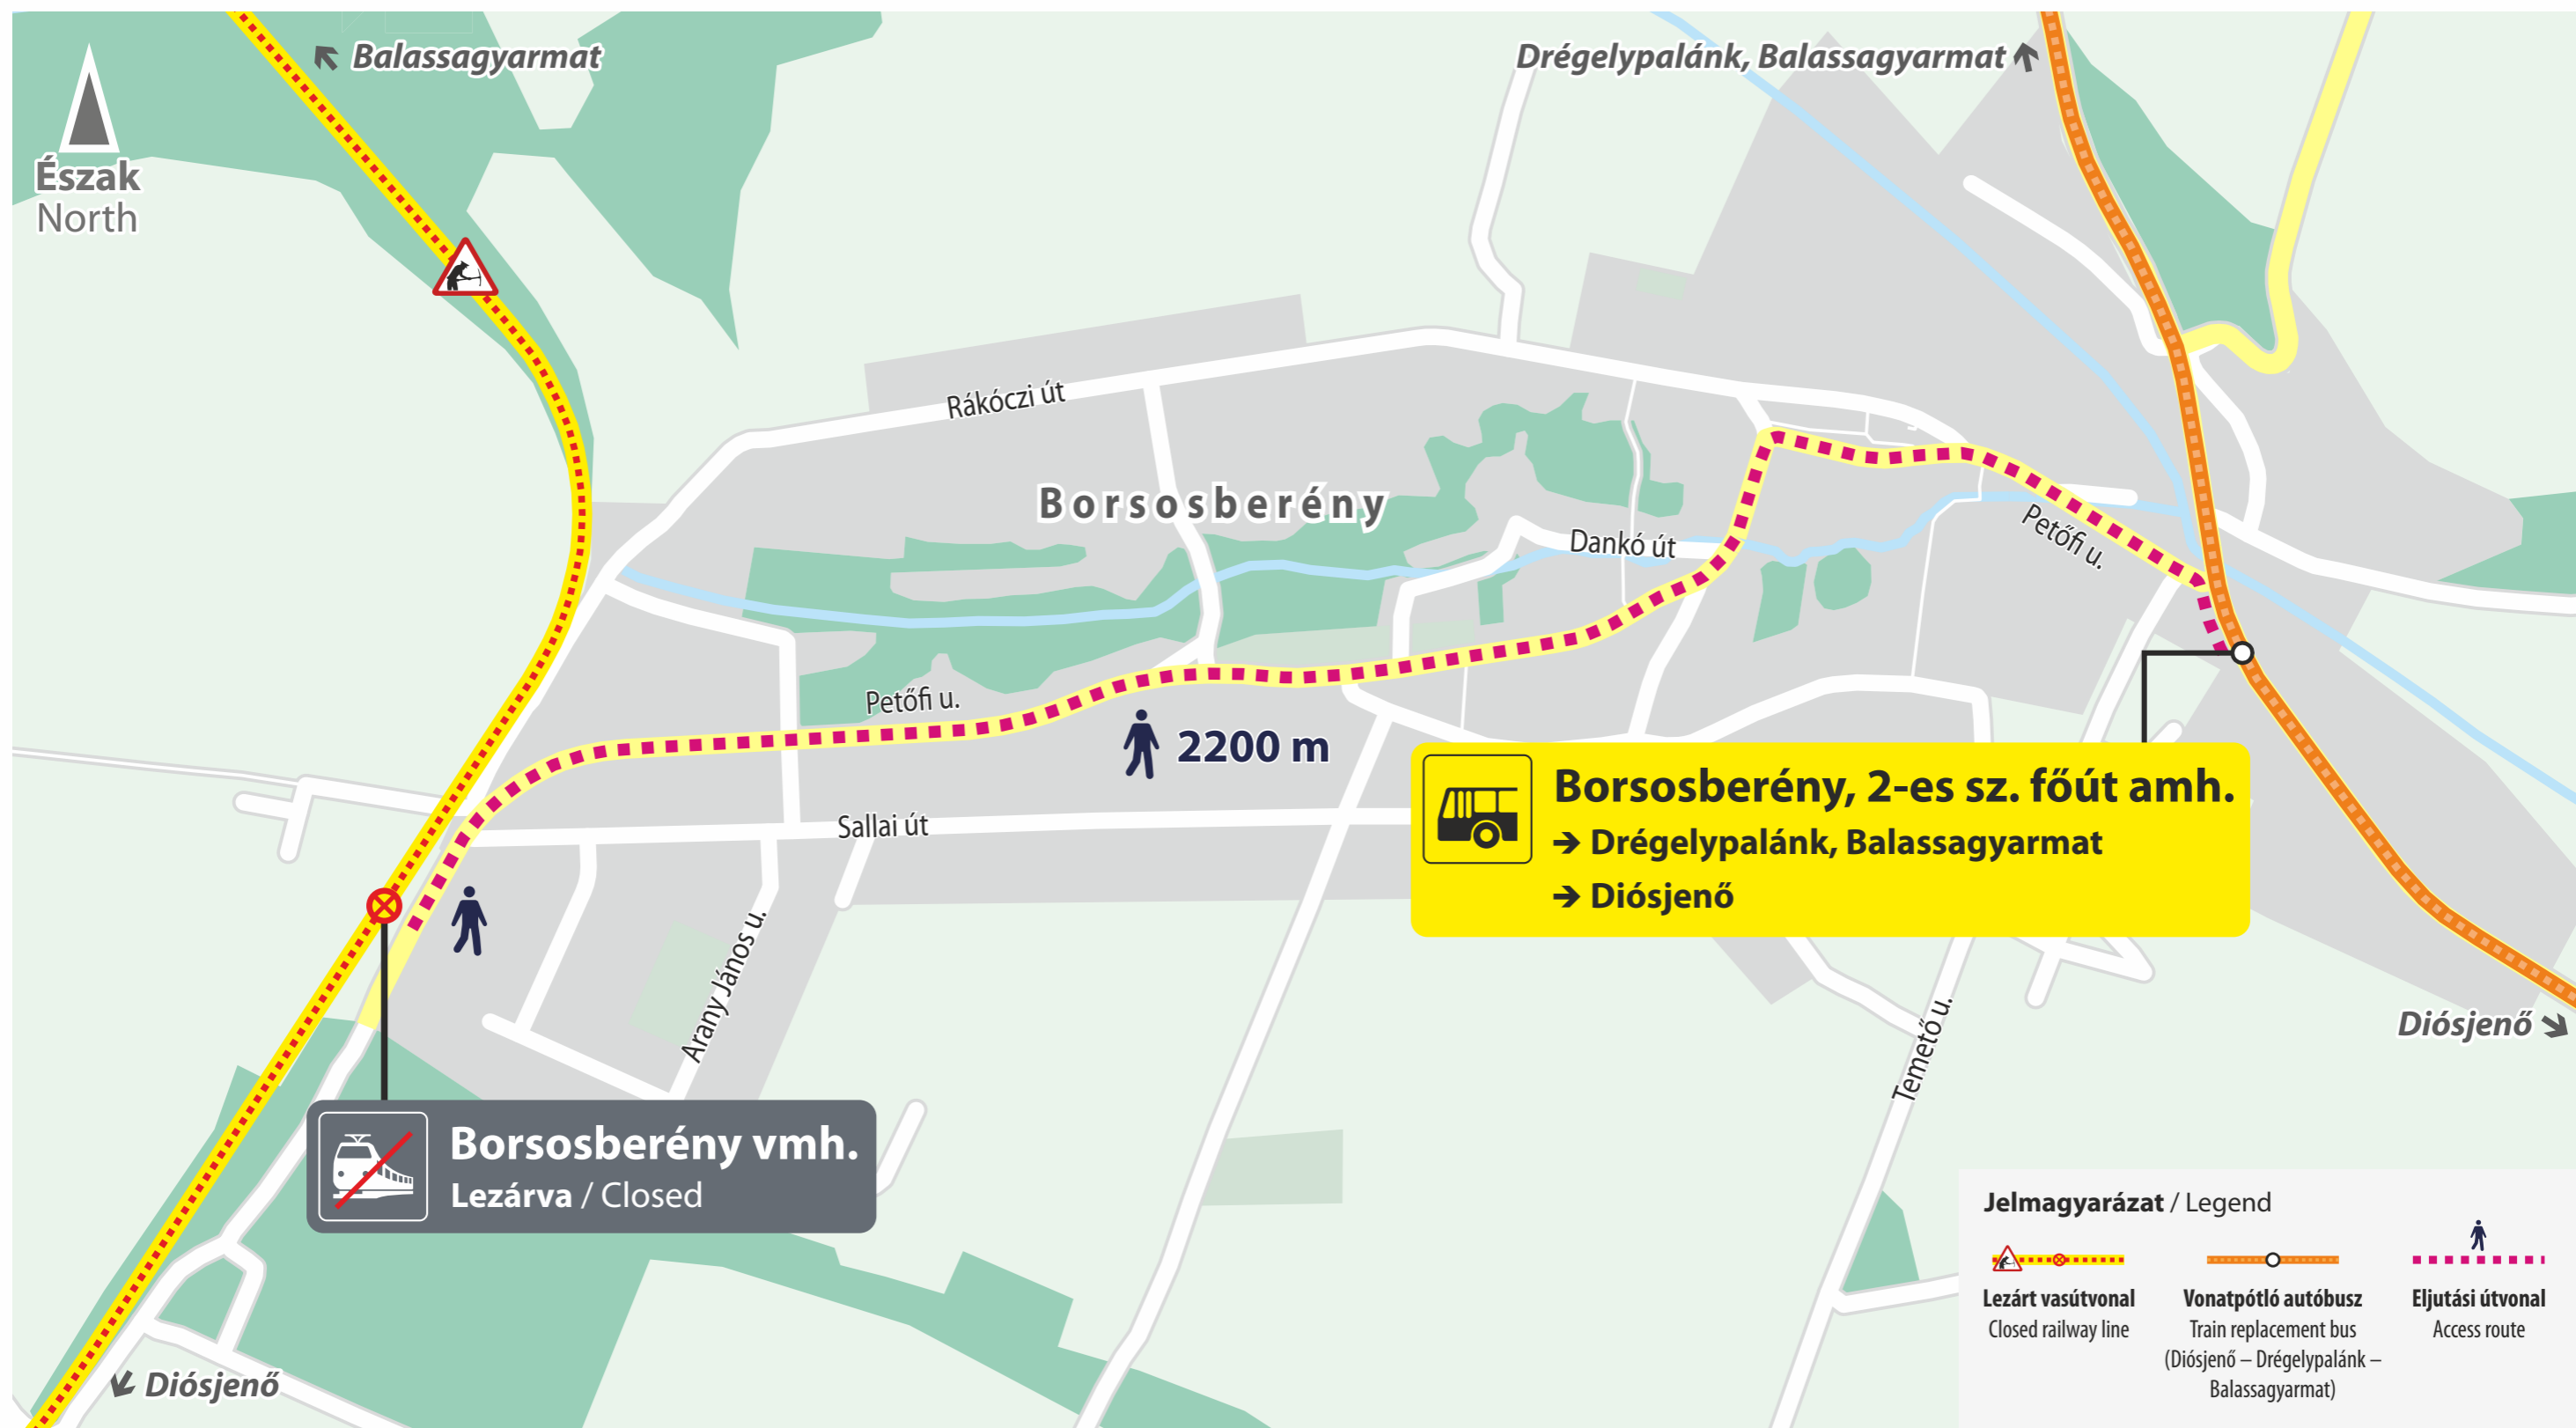 Balassagyarmat
Drégelypalánk, Balassagyarmat
Észak
North
Rákóczi út
Borsosberény
Dankó út
Petőfi u.
Petőfi u.
2200 m
Sallai út
Borsosberény, 2-es sz. főút amh.
→ Drégelypalánk, Balassagyarmat
→ Diósjenő
Arany János u.
Temető u.
Diósjenő
Borsosberény vmh.
Lezárva / Closed
Diósjenő
Jelmagyarázat / Legend
Lezárt vasútvonal
Closed railway line
Vonatpótló autóbusz
Train replacement bus
(Diósjenő – Drégelypalánk –
Balassagyarmat)
Eljutási útvonal
Access route